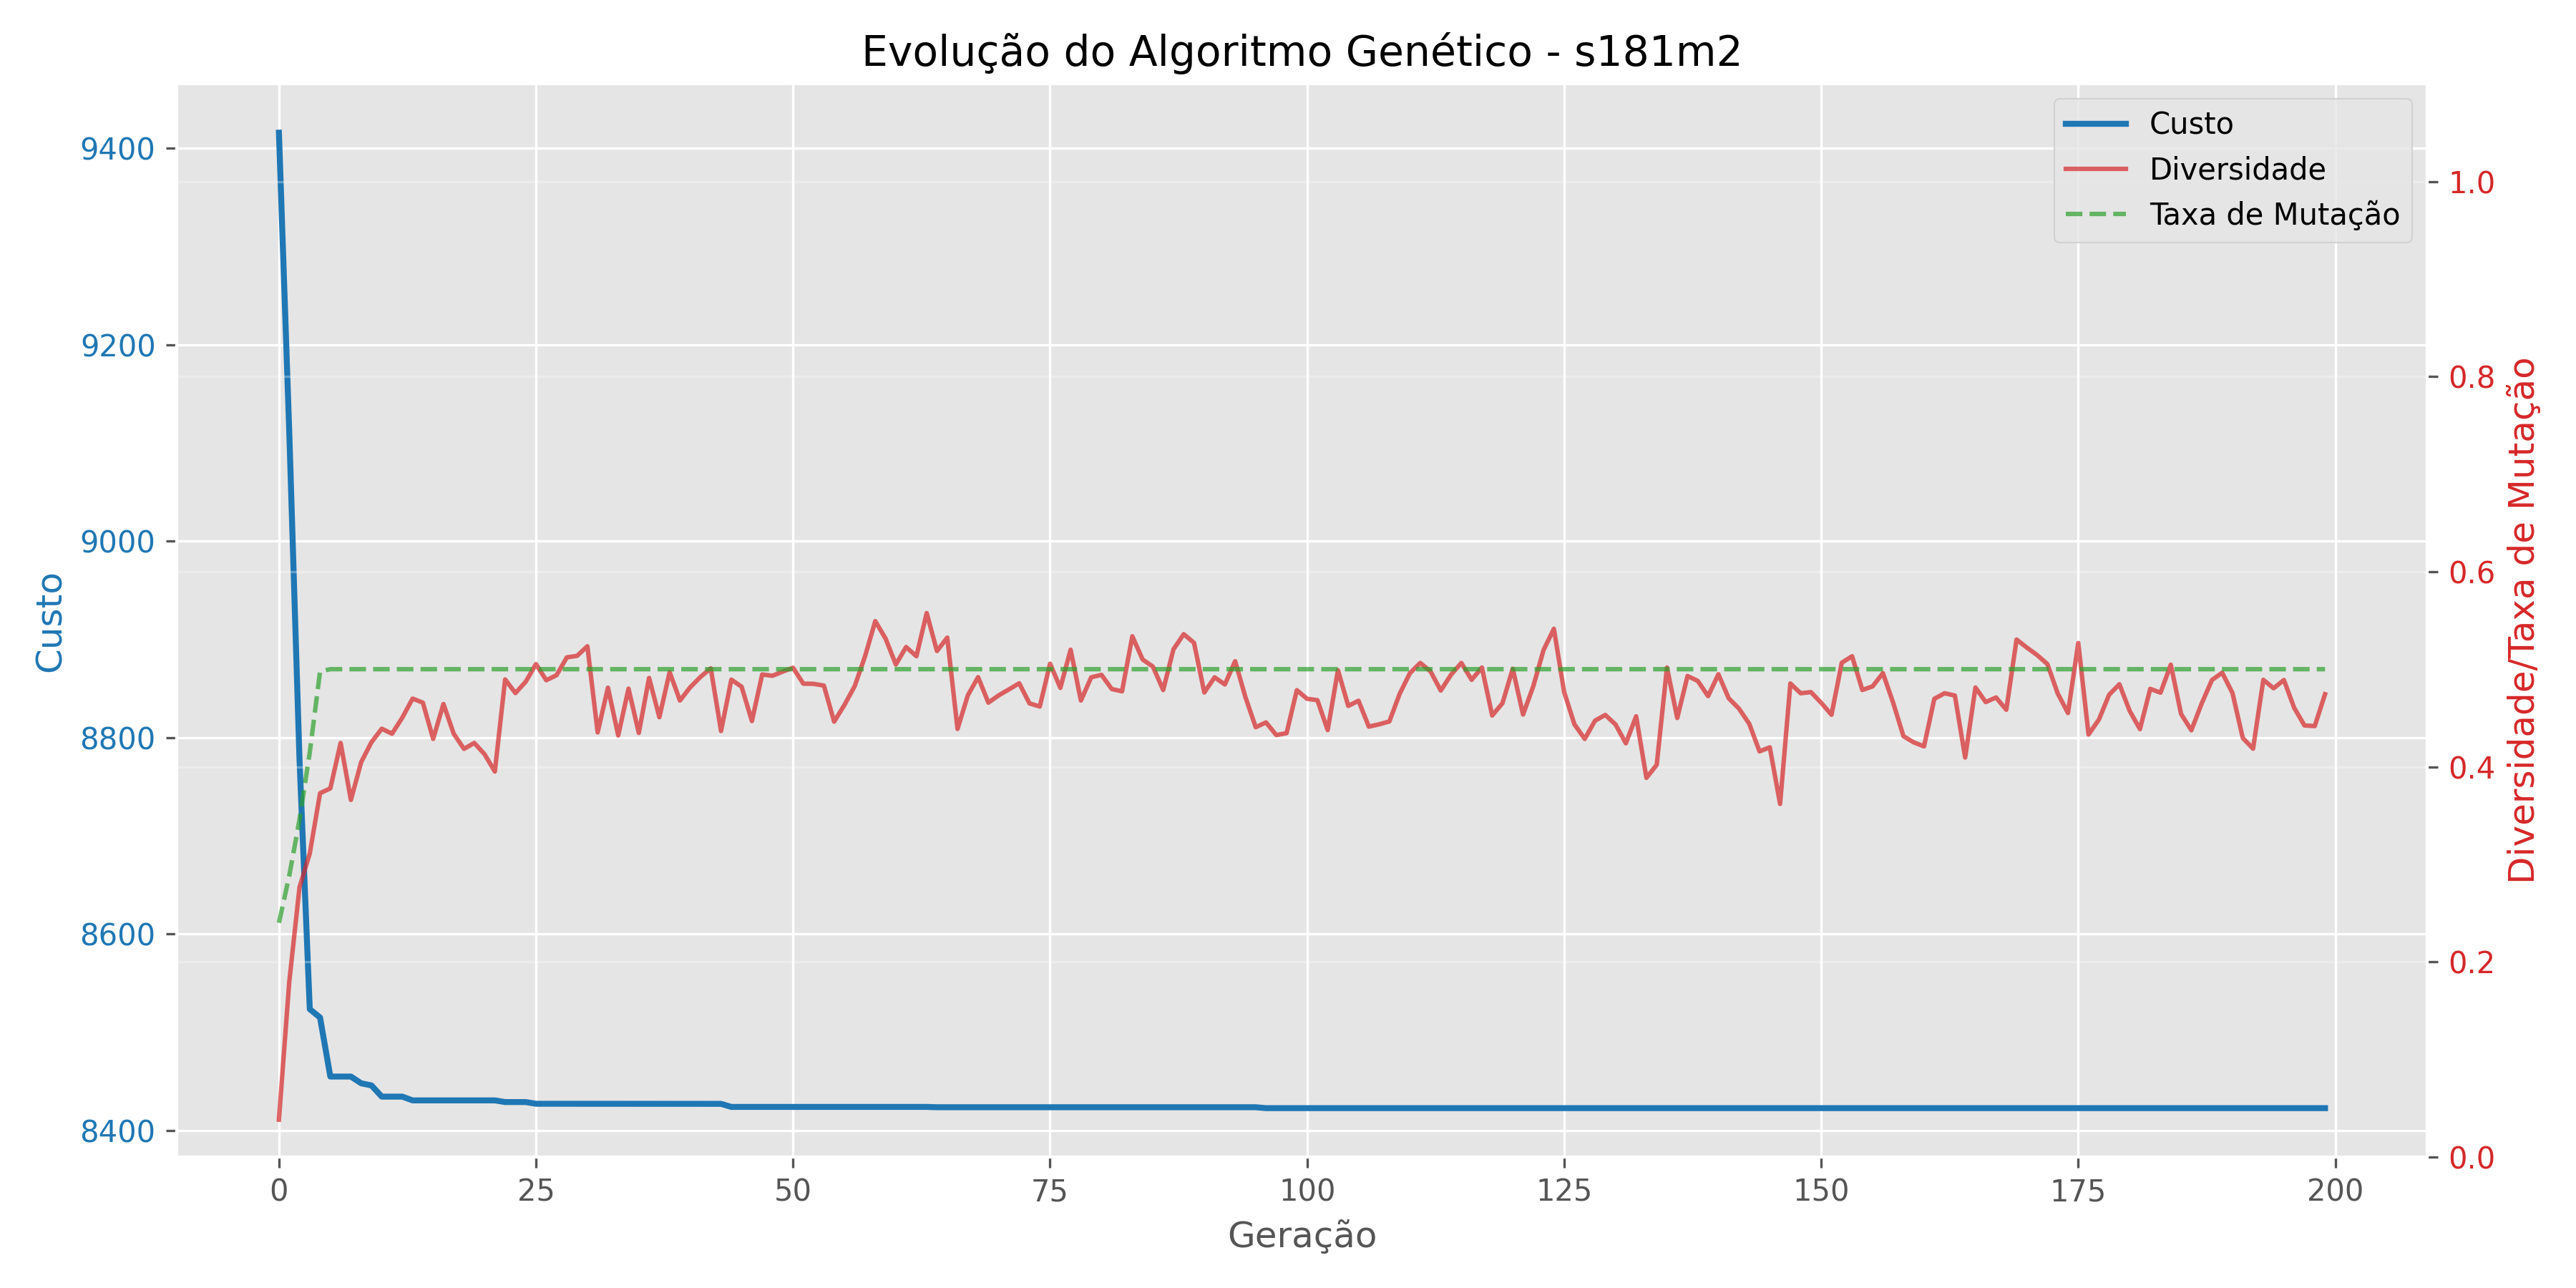 Evolução do Algoritmo Genético - s181m2
Custo
Diversidade
Taxa de Mutação
9400
9200
9000
8800
8600
8400
Custo
1.0
0.8
0.6
0.4
0.2
0.0
Diversidade/Taxa de Mutação
0 25 50 75 100 125 150 175 200
Geração